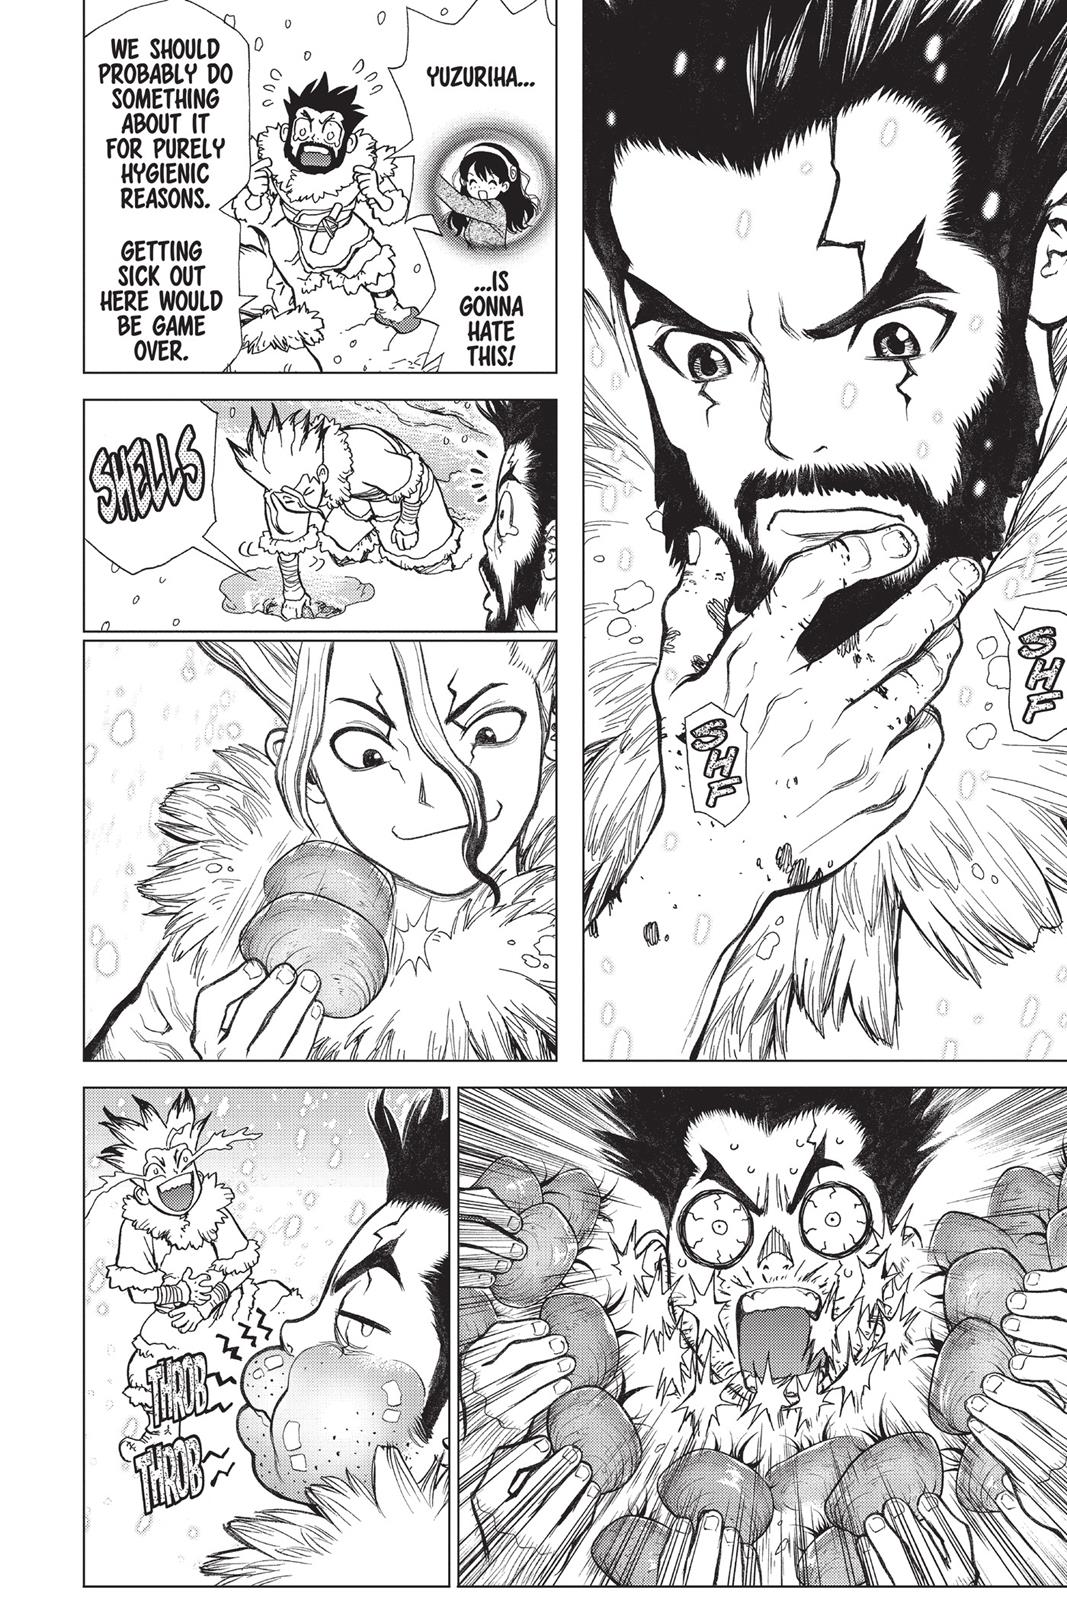 SHF
SHF
YUZURIHA...
...IS
GONNA
HATE
THIS!
WE SHOULD
PROBABLY DO
SOMETHING
ABOUT IT
FOR PURELY
HYGIENIC
REASONS.
GETTING
SICK OUT
HERE WOULD
BE GAME
OVER.
SHELLS
THROB
THROB